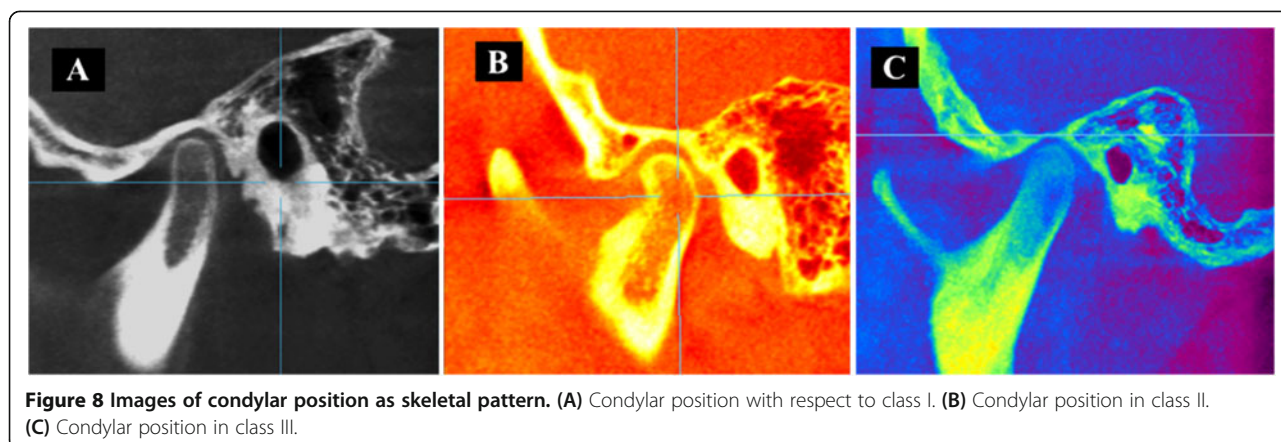 A
B
C
Figure 8 Images of condylar position as skeletal pattern. (A) Condylar position with respect to class I. (B) Condylar position in class II.
(C) Condylar position in class III.